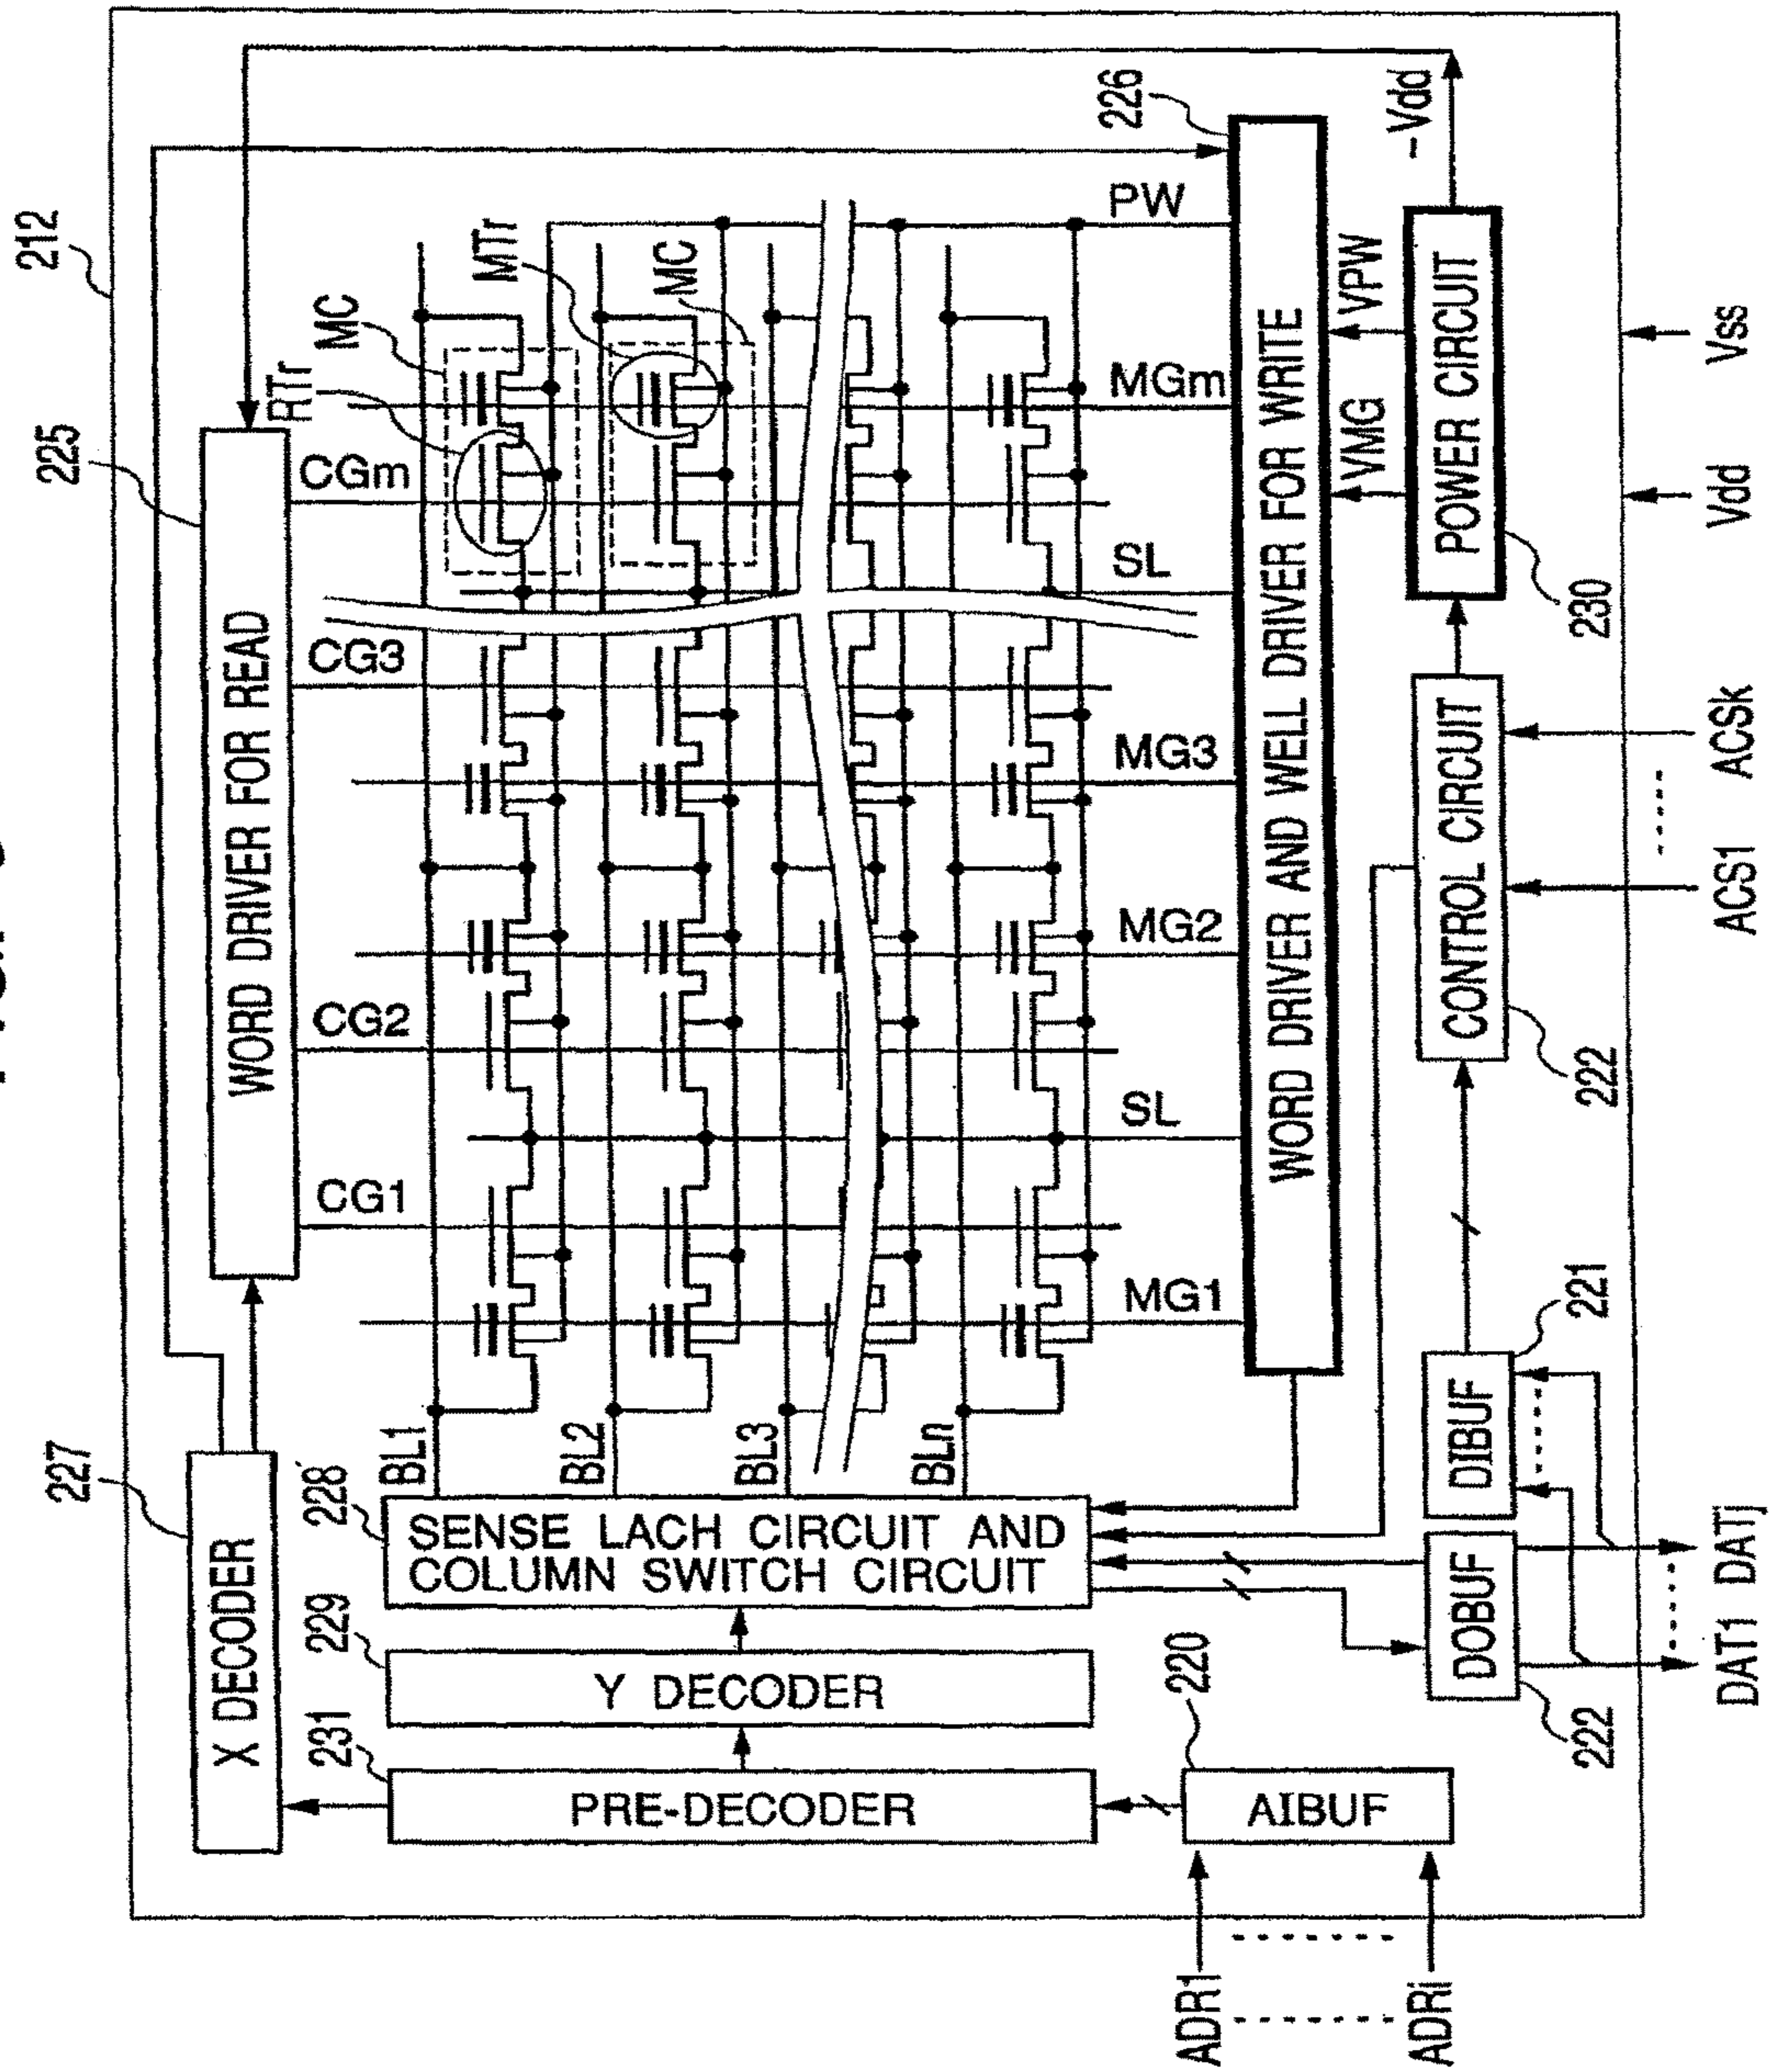 212
225
WORD DRIVER FOR READ
227
X DECODER
RTr
MC
MTr
MC
CG1
CG2
CG3
CGm
BL1
BL2
BL3
BLn
228
SENSE LACH CIRCUIT AND
COLUMN SWITCH CIRCUIT
229
Y DECODER
231
PRE-DECODER
220
AIBUF
ADR1
ADRi
MG1
SL
MG2
MG3
SL
MGm
PW
226
WORD DRIVER AND WELL DRIVER FOR WRITE
VMG
VPW
-Vdd
POWER CIRCUIT
230
CONTROL CIRCUIT
222
DIBUF
221
DOBUF
222
DAT1 DATj
ACS1
ACSk
Vdd
Vss